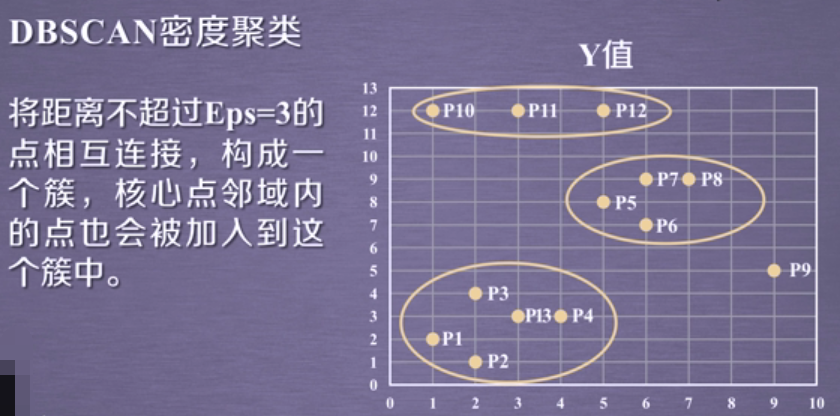 DBSCAN密度聚类
将距离不超过Eps=3的
点相互连接，构成一
个簇，核心点邻域内
的点也会被加入到这
个簇中。
Y值
13
12
11
10
9
8
7
6
5
4
3
2
1
0
P10 P11 P12
P7 P8
P5
P6
P9
P3
P13 P4
P1
P2
0 1 2 3 4 5 6 7 8 9 10